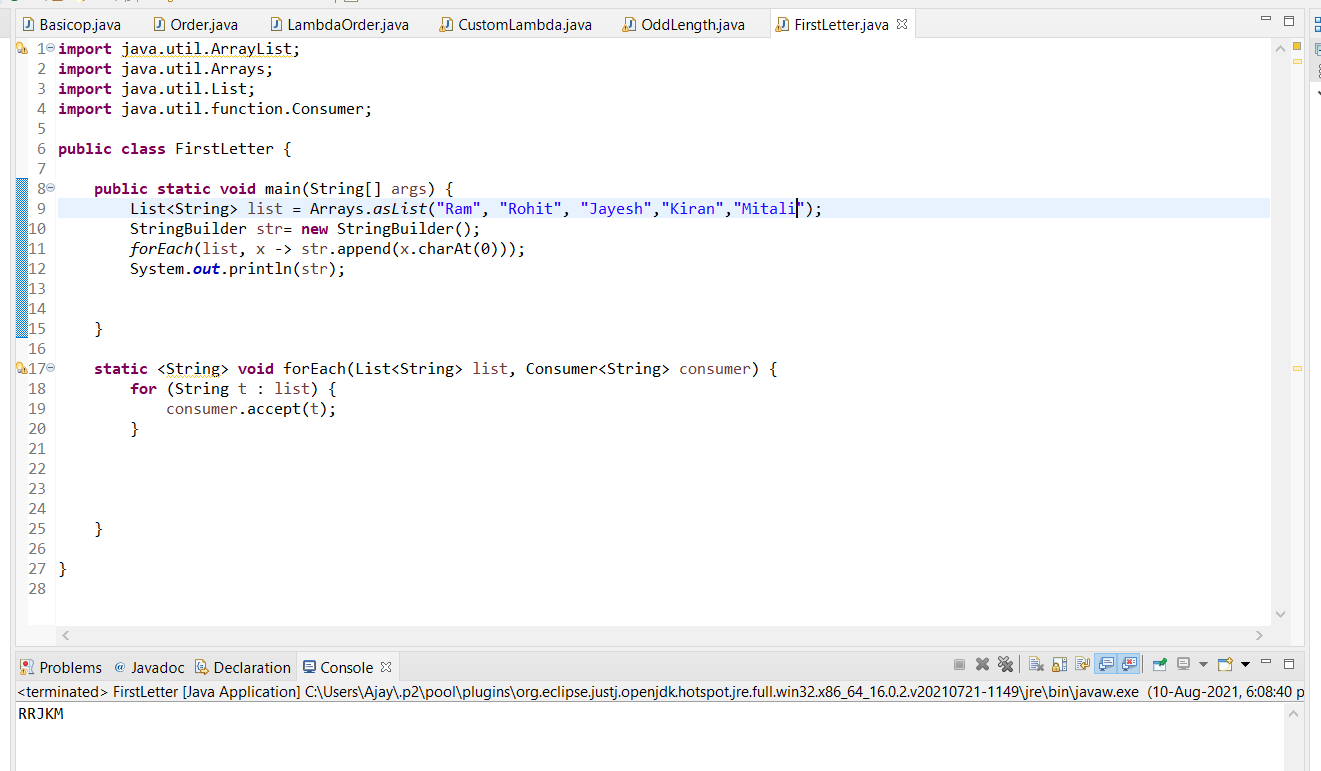 Basicop.java Order.java LambdaOrder.java CustomLambda.java OddLength.java FirstLetter.java
1 import java.util.ArrayList;
2 import java.util.Arrays;
3 import java.util.List;
4 import java.util.function.Consumer;
5
6 public class FirstLetter {
7
8     public static void main(String[] args) {
9         List<String> list = Arrays.asList("Ram", "Rohit", "Jayesh","Kiran","Mitali");
10         StringBuilder str= new StringBuilder();
11         forEach(list, x -> str.append(x.charAt(0)));
12         System.out.println(str);
13
14
15     }
16
17     static <String> void forEach(List<String> list, Consumer<String> consumer) {
18         for (String t : list) {
19             consumer.accept(t);
20         }
21
22
23
24
25     }
26
27 }
28
Problems @ Javadoc Declaration Console
<terminated> FirstLetter [Java Application] C:\Users\Ajay\.p2\pool\plugins\org.eclipse.justj.openjdk.hotspot.jre.full.win32.x86_64_16.0.2.v20210721-1149\jre\bin\javaw.exe (10-Aug-2021, 6:08:40 p
RRJKM